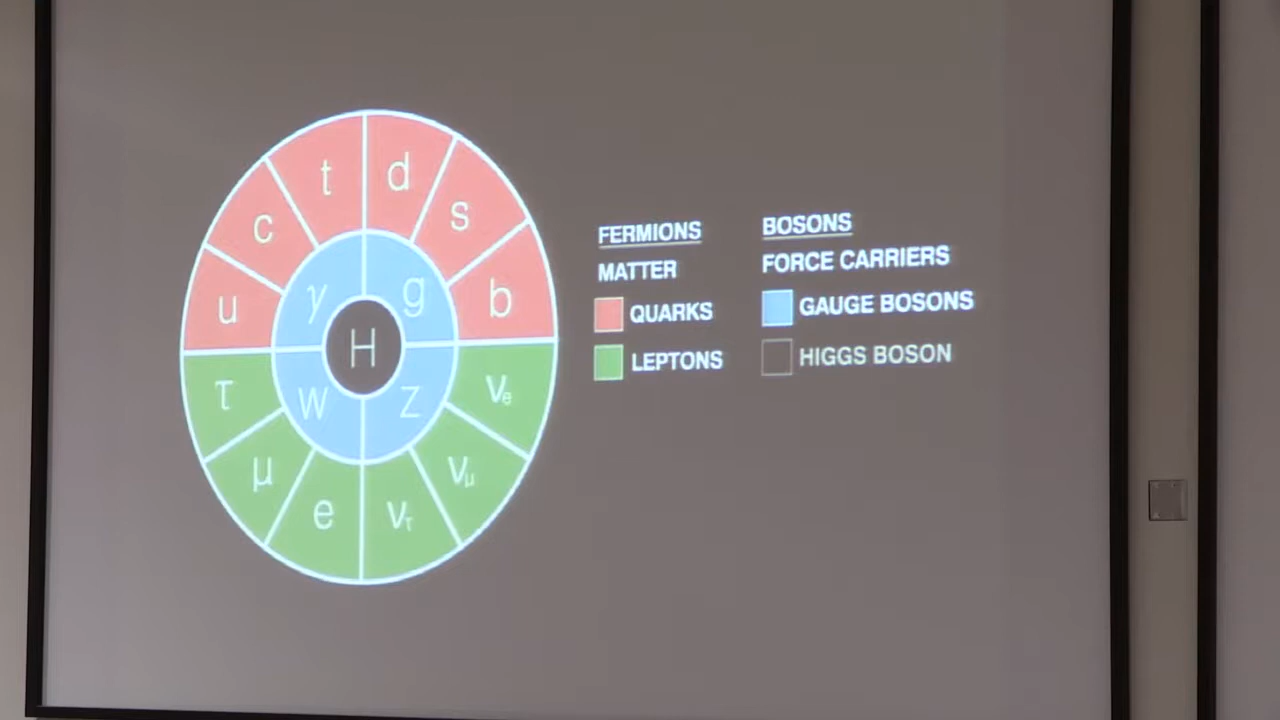 t d
c s
u γ g b
H
τ W Z νe
μ νμ
e ντ
FERMIONS
MATTER
QUARKS
LEPTONS
BOSONS
FORCE CARRIERS
GAUGE BOSONS
HIGGS BOSON